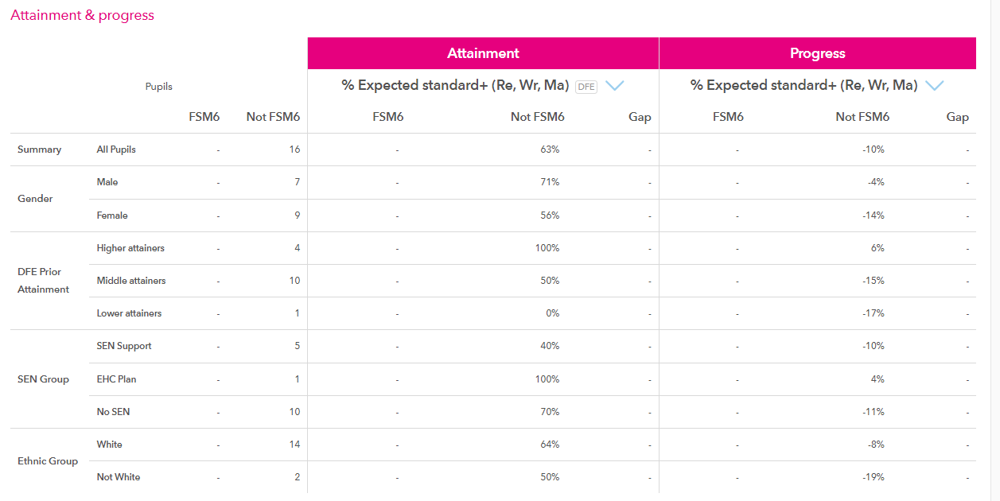 Attainment & progress
Attainment Progress
Pupils % Expected standard+ (Re, Wr, Ma) DFE % Expected standard+ (Re, Wr, Ma)
FSM6 Not FSM6 FSM6 Not FSM6 Gap FSM6 Not FSM6 Gap
Summary All Pupils - 16 - 63% - - -10% -
Gender
Male - 7 - 71% - - -4% -
Female - 9 - 56% - - -14% -
DFE Prior
Attainment
Higher attainers - 4 - 100% - - 6% -
Middle attainers - 10 - 50% - - -15% -
Lower attainers - 1 - 0% - - -17% -
SEN Group
SEN Support - 5 - 40% - - -10% -
EHC Plan - 1 - 100% - - 4% -
No SEN - 10 - 70% - - -11% -
Ethnic Group
White - 14 - 64% - - -8% -
Not White - 2 - 50% - - -19% -